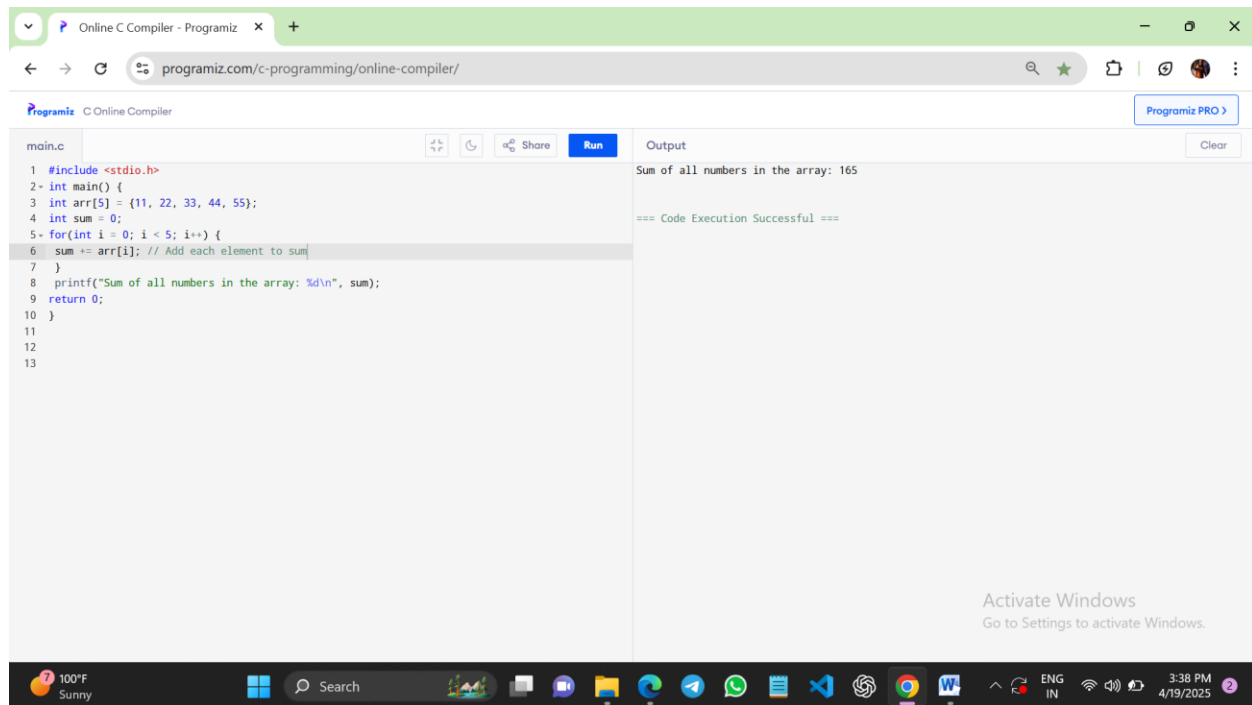 Online C Compiler - Programiz
programiz.com/c-programming/online-compiler/
Programiz C Online Compiler
Programiz PRO >
main.c
Share
Run
Output
Clear
1 #include <stdio.h>
2 int main() {
3 int arr[5] = {11, 22, 33, 44, 55};
4 int sum = 0;
5 for(int i = 0; i < 5; i++) {
6 sum += arr[i]; // Add each element to sum
7 }
8 printf("Sum of all numbers in the array: %d\n", sum);
9 return 0;
10 }
11
12
13
Sum of all numbers in the array: 165
=== Code Execution Successful ===
Activate Windows
Go to Settings to activate Windows.
7
100°F
Sunny
Search
W
ENG
IN
3:38 PM
4/19/2025
2